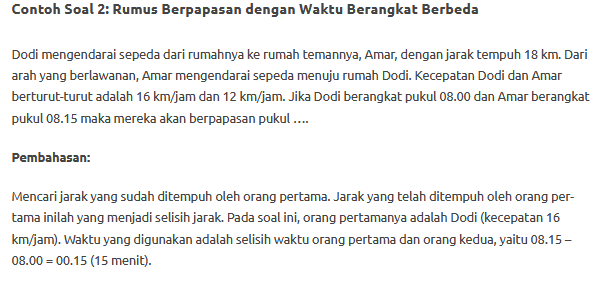 Contoh Soal 2: Rumus Berpapasan dengan Waktu Berangkat Berbeda
Dodi mengendarai sepeda dari rumahnya ke rumah temannya, Amar, dengan jarak tempuh 18 km. Dari
arah yang berlawanan, Amar mengendarai sepeda menuju rumah Dodi. Kecepatan Dodi dan Amar
berturut-turut adalah 16 km/jam dan 12 km/jam. Jika Dodi berangkat pukul 08.00 dan Amar berangkat
pukul 08.15 maka mereka akan berpapasan pukul ….
Pembahasan:
Mencari jarak yang sudah ditempuh oleh orang pertama. Jarak yang telah ditempuh oleh orang per-
tama inilah yang menjadi selisih jarak. Pada soal ini, orang pertamanya adalah Dodi (kecepatan 16
km/jam). Waktu yang digunakan adalah selisih waktu orang pertama dan orang kedua, yaitu 08.15 –
08.00 = 00.15 (15 menit).